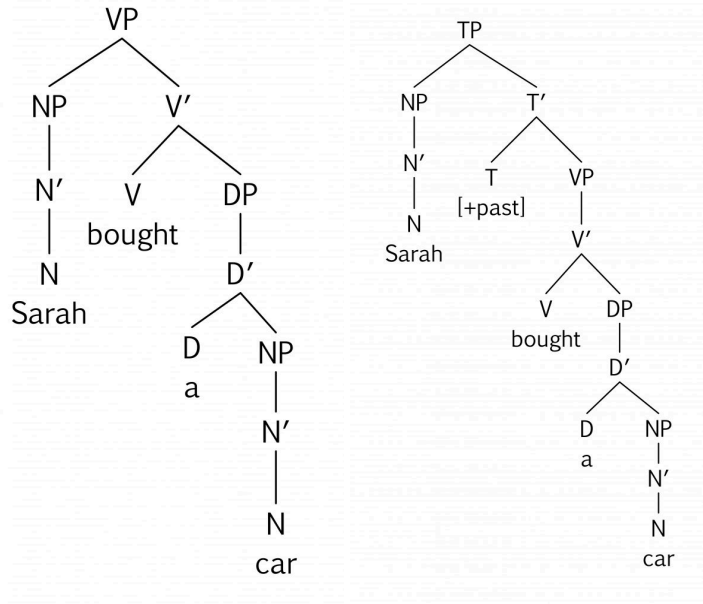 VP
NP V′
N′ V DP
bought
N D′
Sarah
D NP
a
N′
N
car
TP
NP T′
N′ T VP
[+past]
N V′
Sarah
V DP
bought
D′
D NP
a
N′
N
car